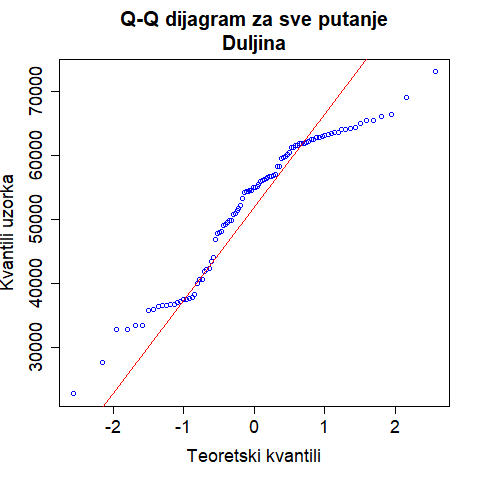 Q-Q dijagram za sve putanje
Duljina
Kvantili uzorka
70000
60000
50000
40000
30000
-2
-1
0
1
2
Teoretski kvantili